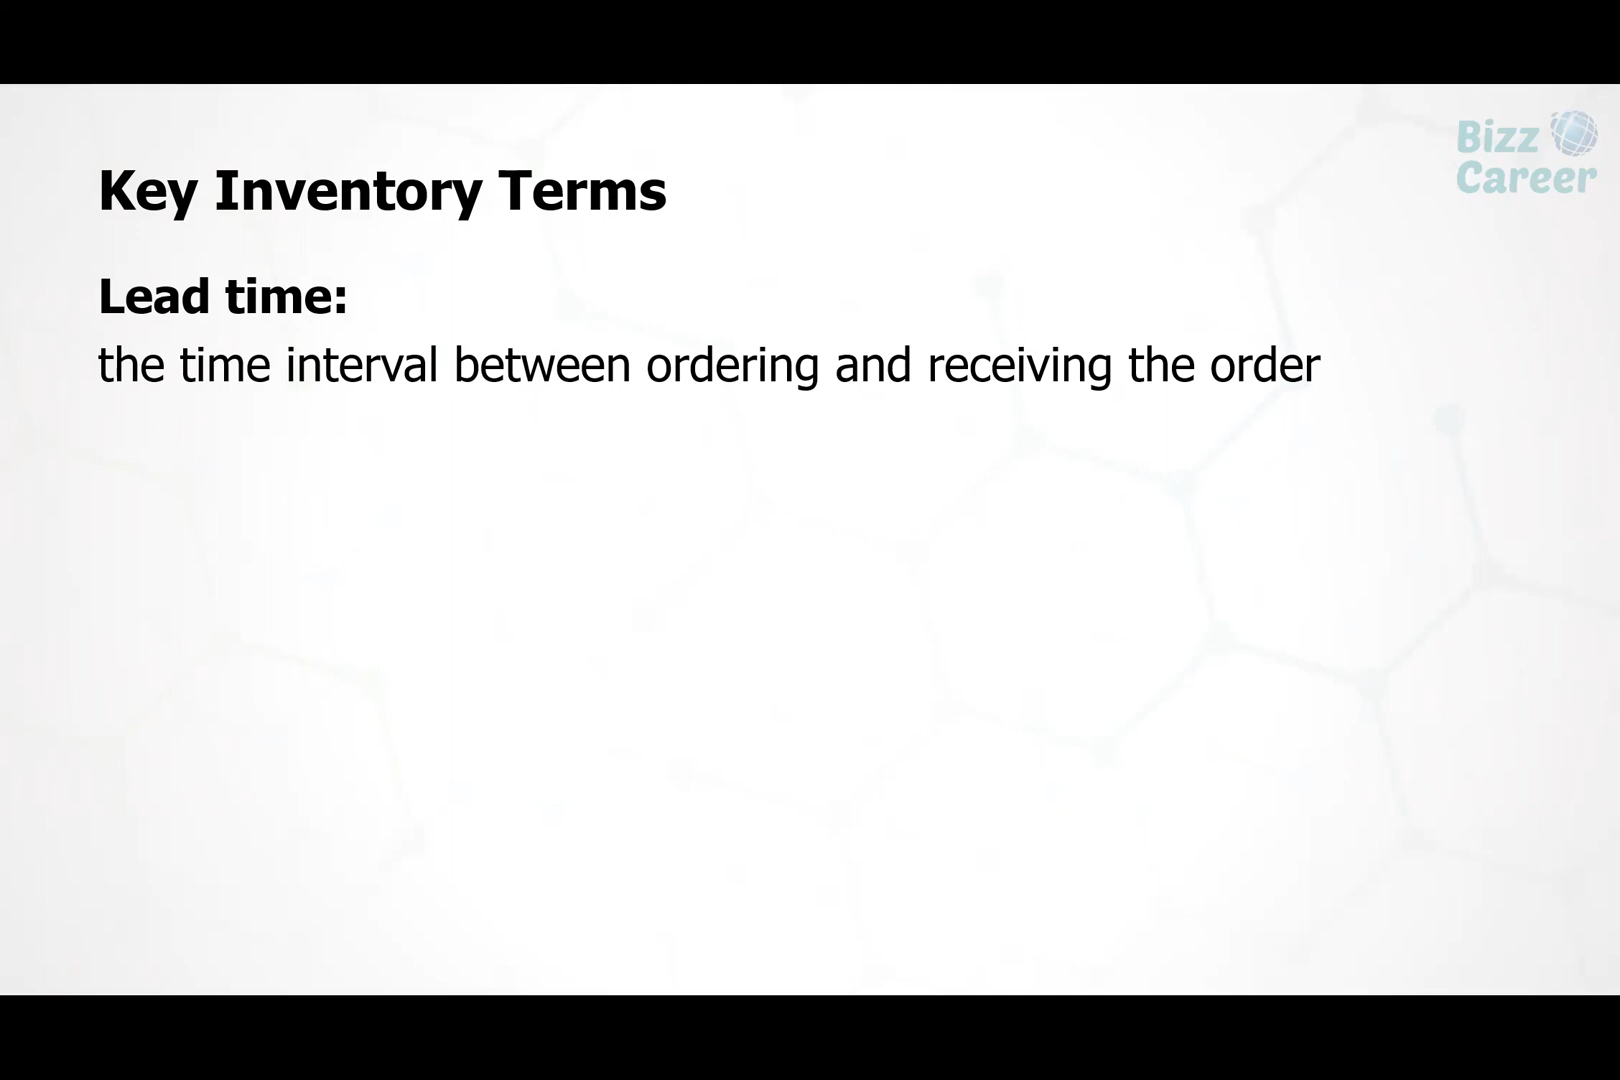 Bizz
Career
Key Inventory Terms
Lead time:
the time interval between ordering and receiving the order